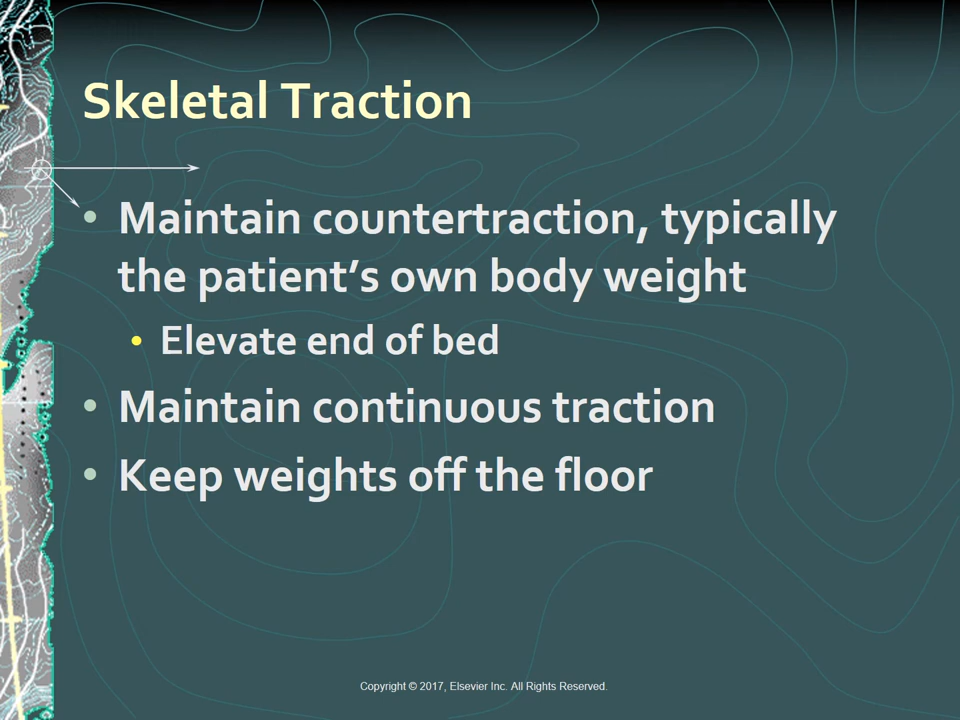 Skeletal Traction
• Maintain countertraction, typically
the patient’s own body weight
• Elevate end of bed
• Maintain continuous traction
• Keep weights off the floor
Copyright © 2017, Elsevier Inc. All Rights Reserved.